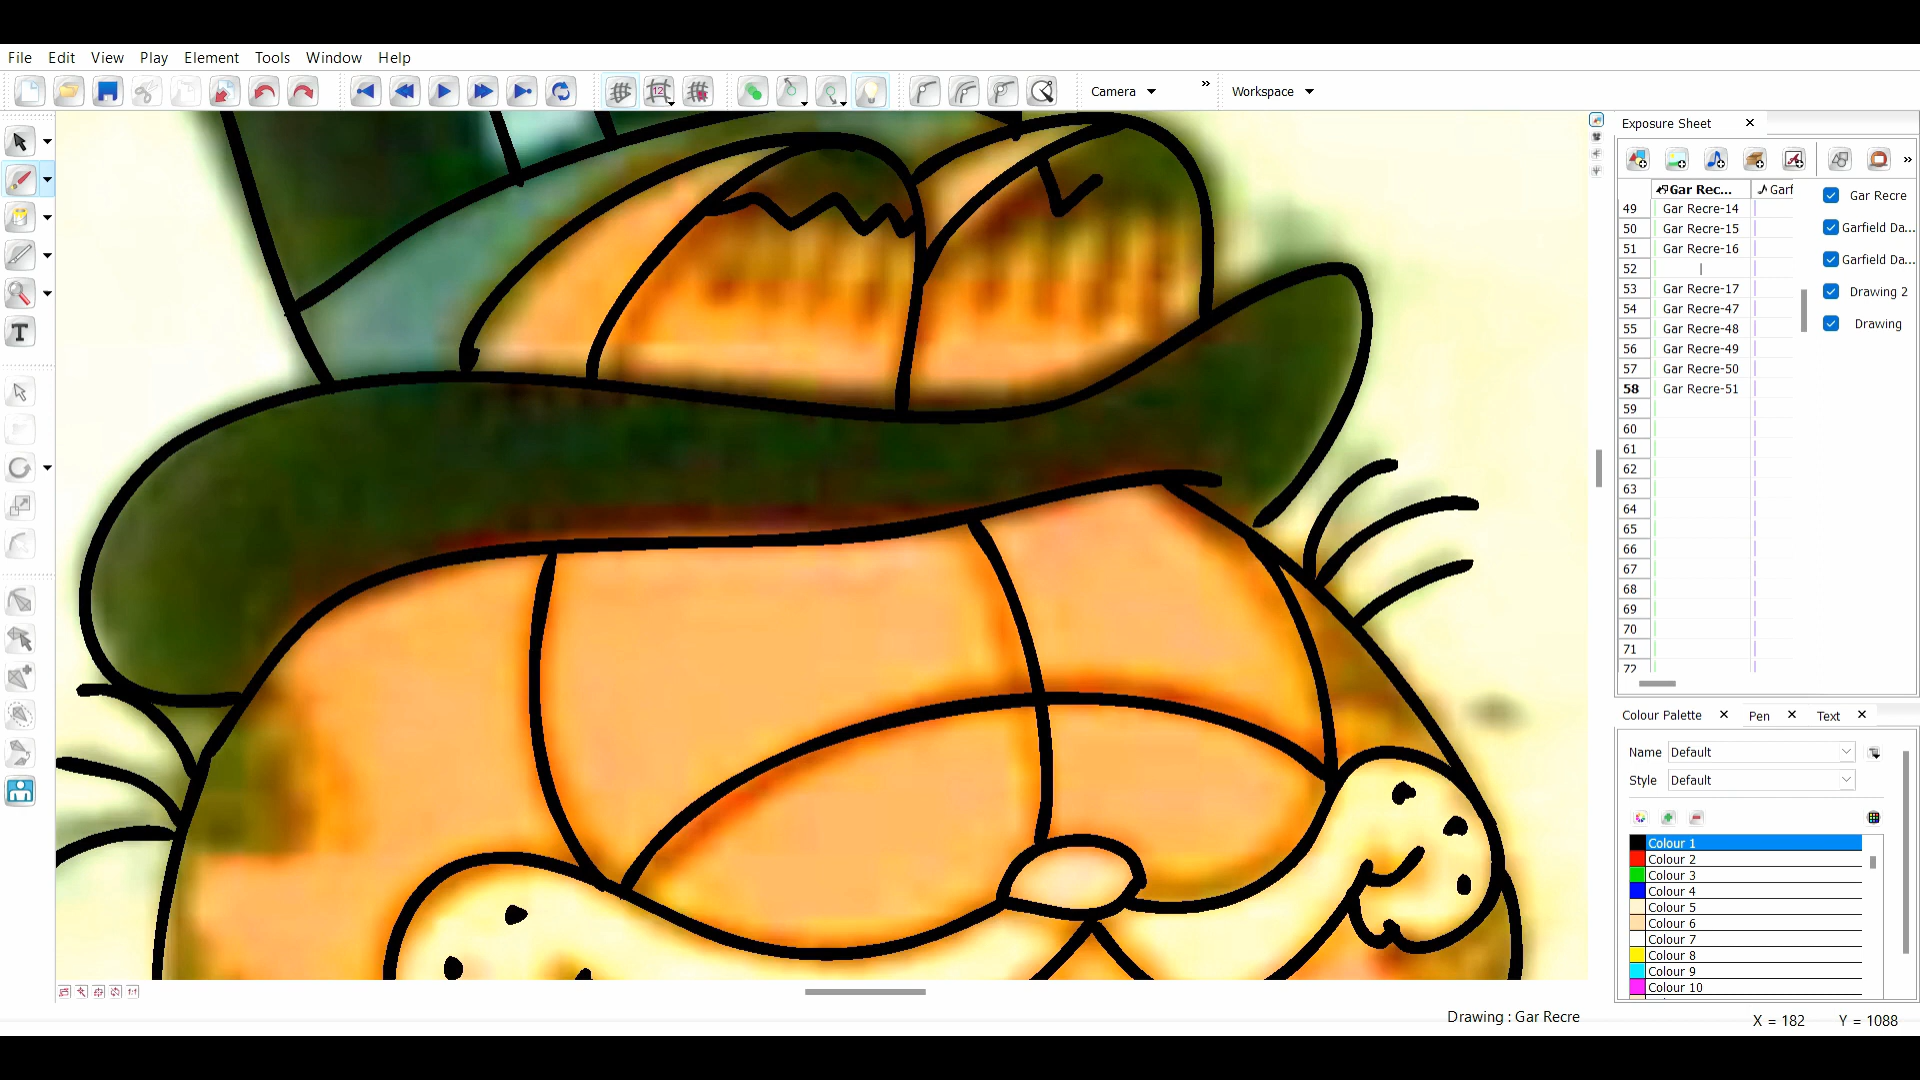 File Edit View Play Element Tools Window Help
12
Camera
Workspace
T
Exposure Sheet
Gar Rec... Garf
49 Gar Recre-14
50 Gar Recre-15
51 Gar Recre-16
52
53 Gar Recre-17
54 Gar Recre-47
55 Gar Recre-48
56 Gar Recre-49
57 Gar Recre-50
58 Gar Recre-51
59
60
61
62
63
64
65
66
67
68
69
70
71
72
Gar Recre
Garfield Da...
Garfield Da...
Drawing 2
Drawing
Colour Palette Pen Text
Name Default
Style Default
Colour 1
Colour 2
Colour 3
Colour 4
Colour 5
Colour 6
Colour 7
Colour 8
Colour 9
Colour 10
1:1
Drawing : Gar Recre
X = 182 Y = 1088